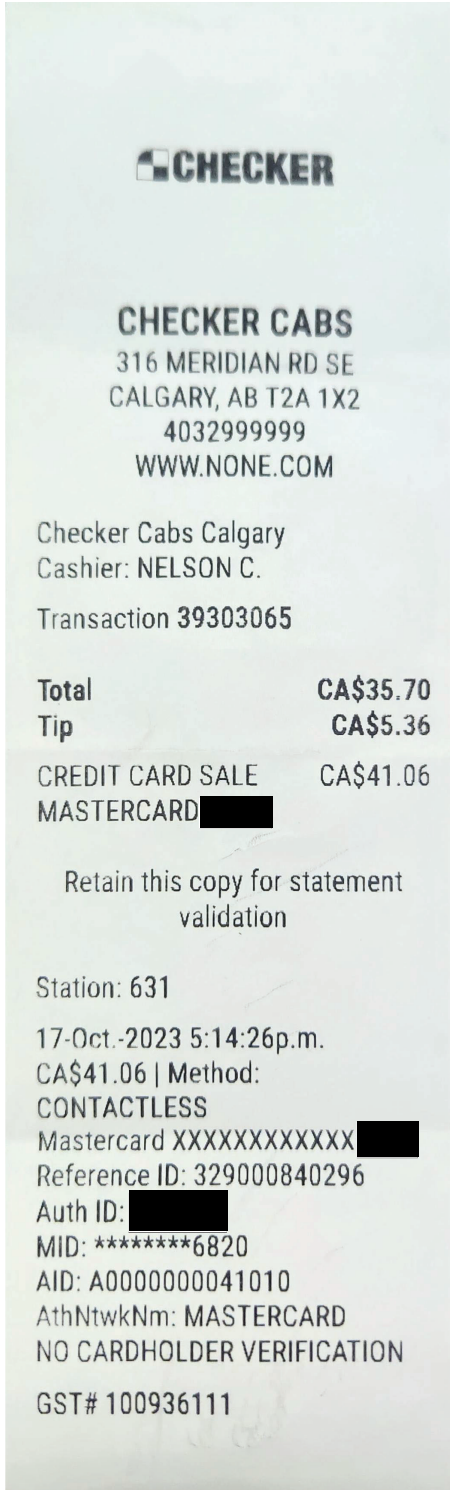 CHECKER
CHECKER CABS
316 MERIDIAN RD SE
CALGARY, AB T2A 1X2
4032999999
WWW.NONE.COM
Checker Cabs Calgary
Cashier: NELSON C.
Transaction 39303065
Total CA$35.70
Tip CA$5.36
CREDIT CARD SALE CA$41.06
MASTERCARD
Retain this copy for statement
validation
Station: 631
17-Oct.-2023 5:14:26p.m.
CA$41.06 | Method:
CONTACTLESS
Mastercard XXXXXXXXXXXX
Reference ID: 329000840296
Auth ID:
MID: ********6820
AID: A0000000041010
AthNtwkNm: MASTERCARD
NO CARDHOLDER VERIFICATION
GST# 100936111